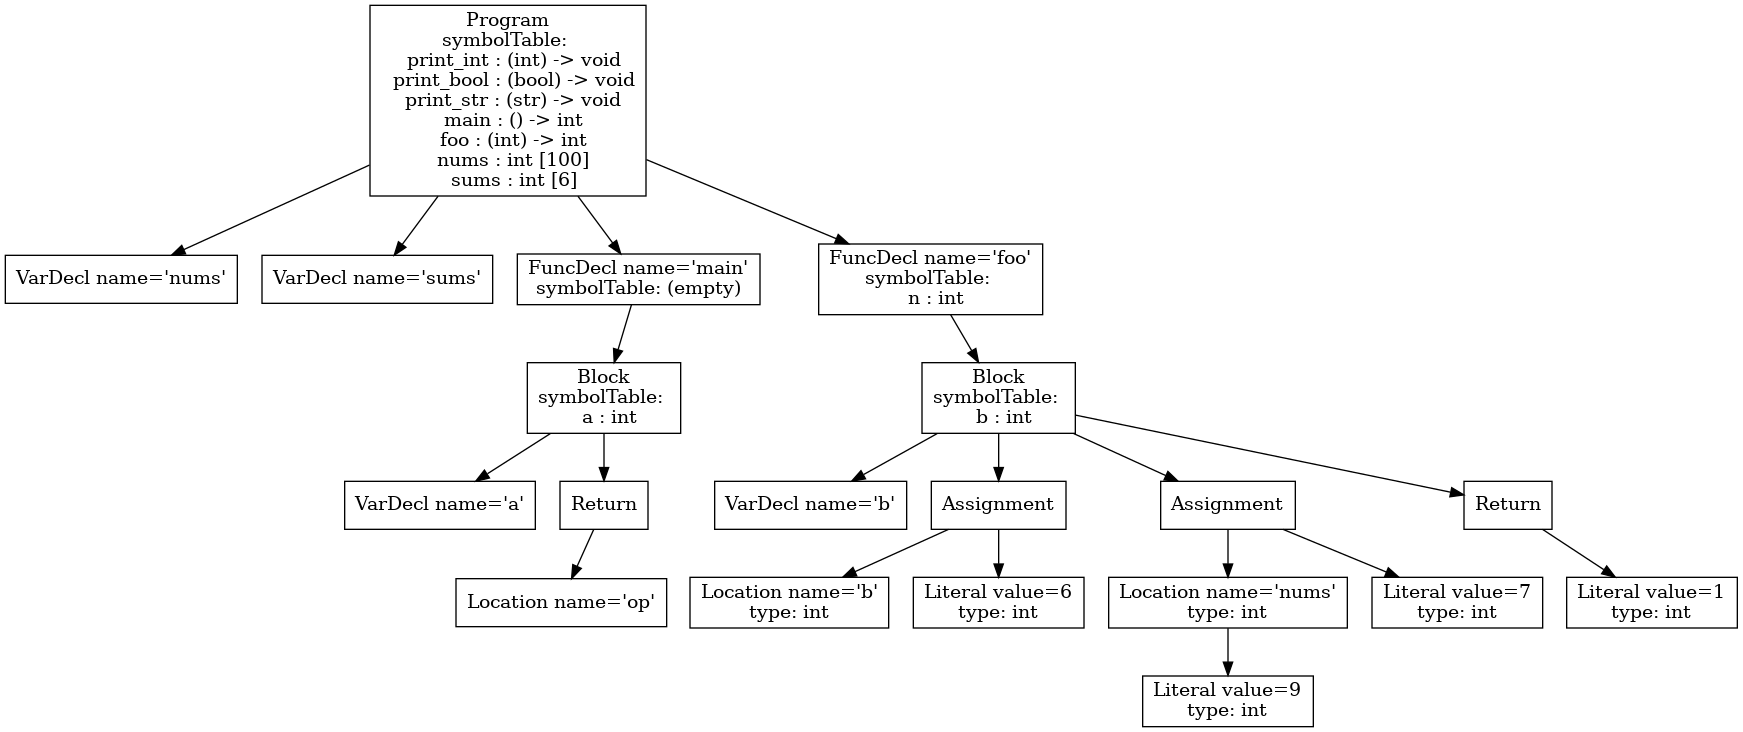 Program
symbolTable:
print_int : (int) -> void
print_bool : (bool) -> void
print_str : (str) -> void
main : () -> int
foo : (int) -> int
nums : int [100]
sums : int [6]
VarDecl name='nums'
VarDecl name='sums'
FuncDecl name='main'
symbolTable: (empty)
FuncDecl name='foo'
symbolTable:
n : int
Block
symbolTable:
a : int
Block
symbolTable:
b : int
VarDecl name='a'
Return
VarDecl name='b'
Assignment
Assignment
Return
Location name='op'
Location name='b'
type: int
Literal value=6
type: int
Location name='nums'
type: int
Literal value=7
type: int
Literal value=1
type: int
Literal value=9
type: int